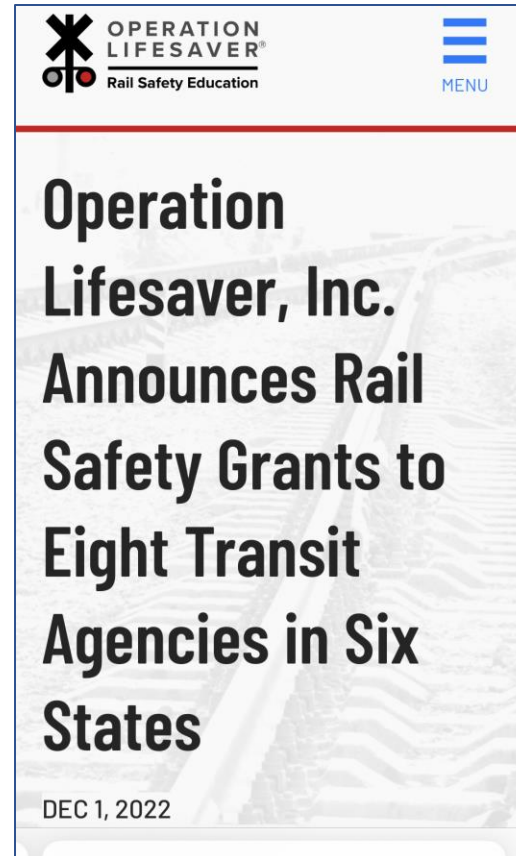 OPERATION
LIFESAVER®
Rail Safety Education
MENU
Operation
Lifesaver, Inc.
Announces Rail
Safety Grants to
Eight Transit
Agencies in Six
States
DEC 1, 2022